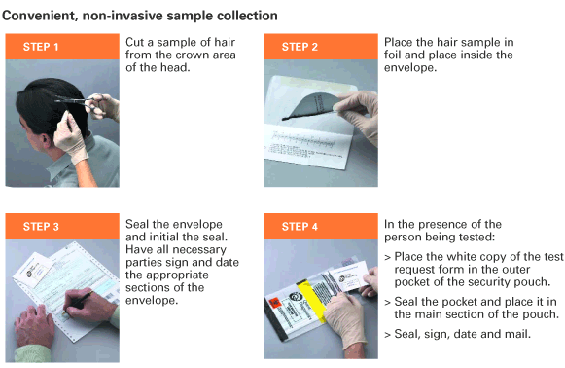 Convenient, non-invasive sample collection
STEP 1
Cut a sample of hair
from the crown area
of the head.
STEP 2
Place the hair sample in
foil and place inside the
envelope.
STEP 3
Seal the envelope
and initial the seal.
Have all necessary
parties sign and date
the appropriate
sections of the
envelope.
STEP 4
In the presence of the
person being tested:
> Place the white copy of the test
request form in the outer
pocket of the security pouch.
> Seal the pocket and place it in
the main section of the pouch.
> Seal, sign, date and mail.